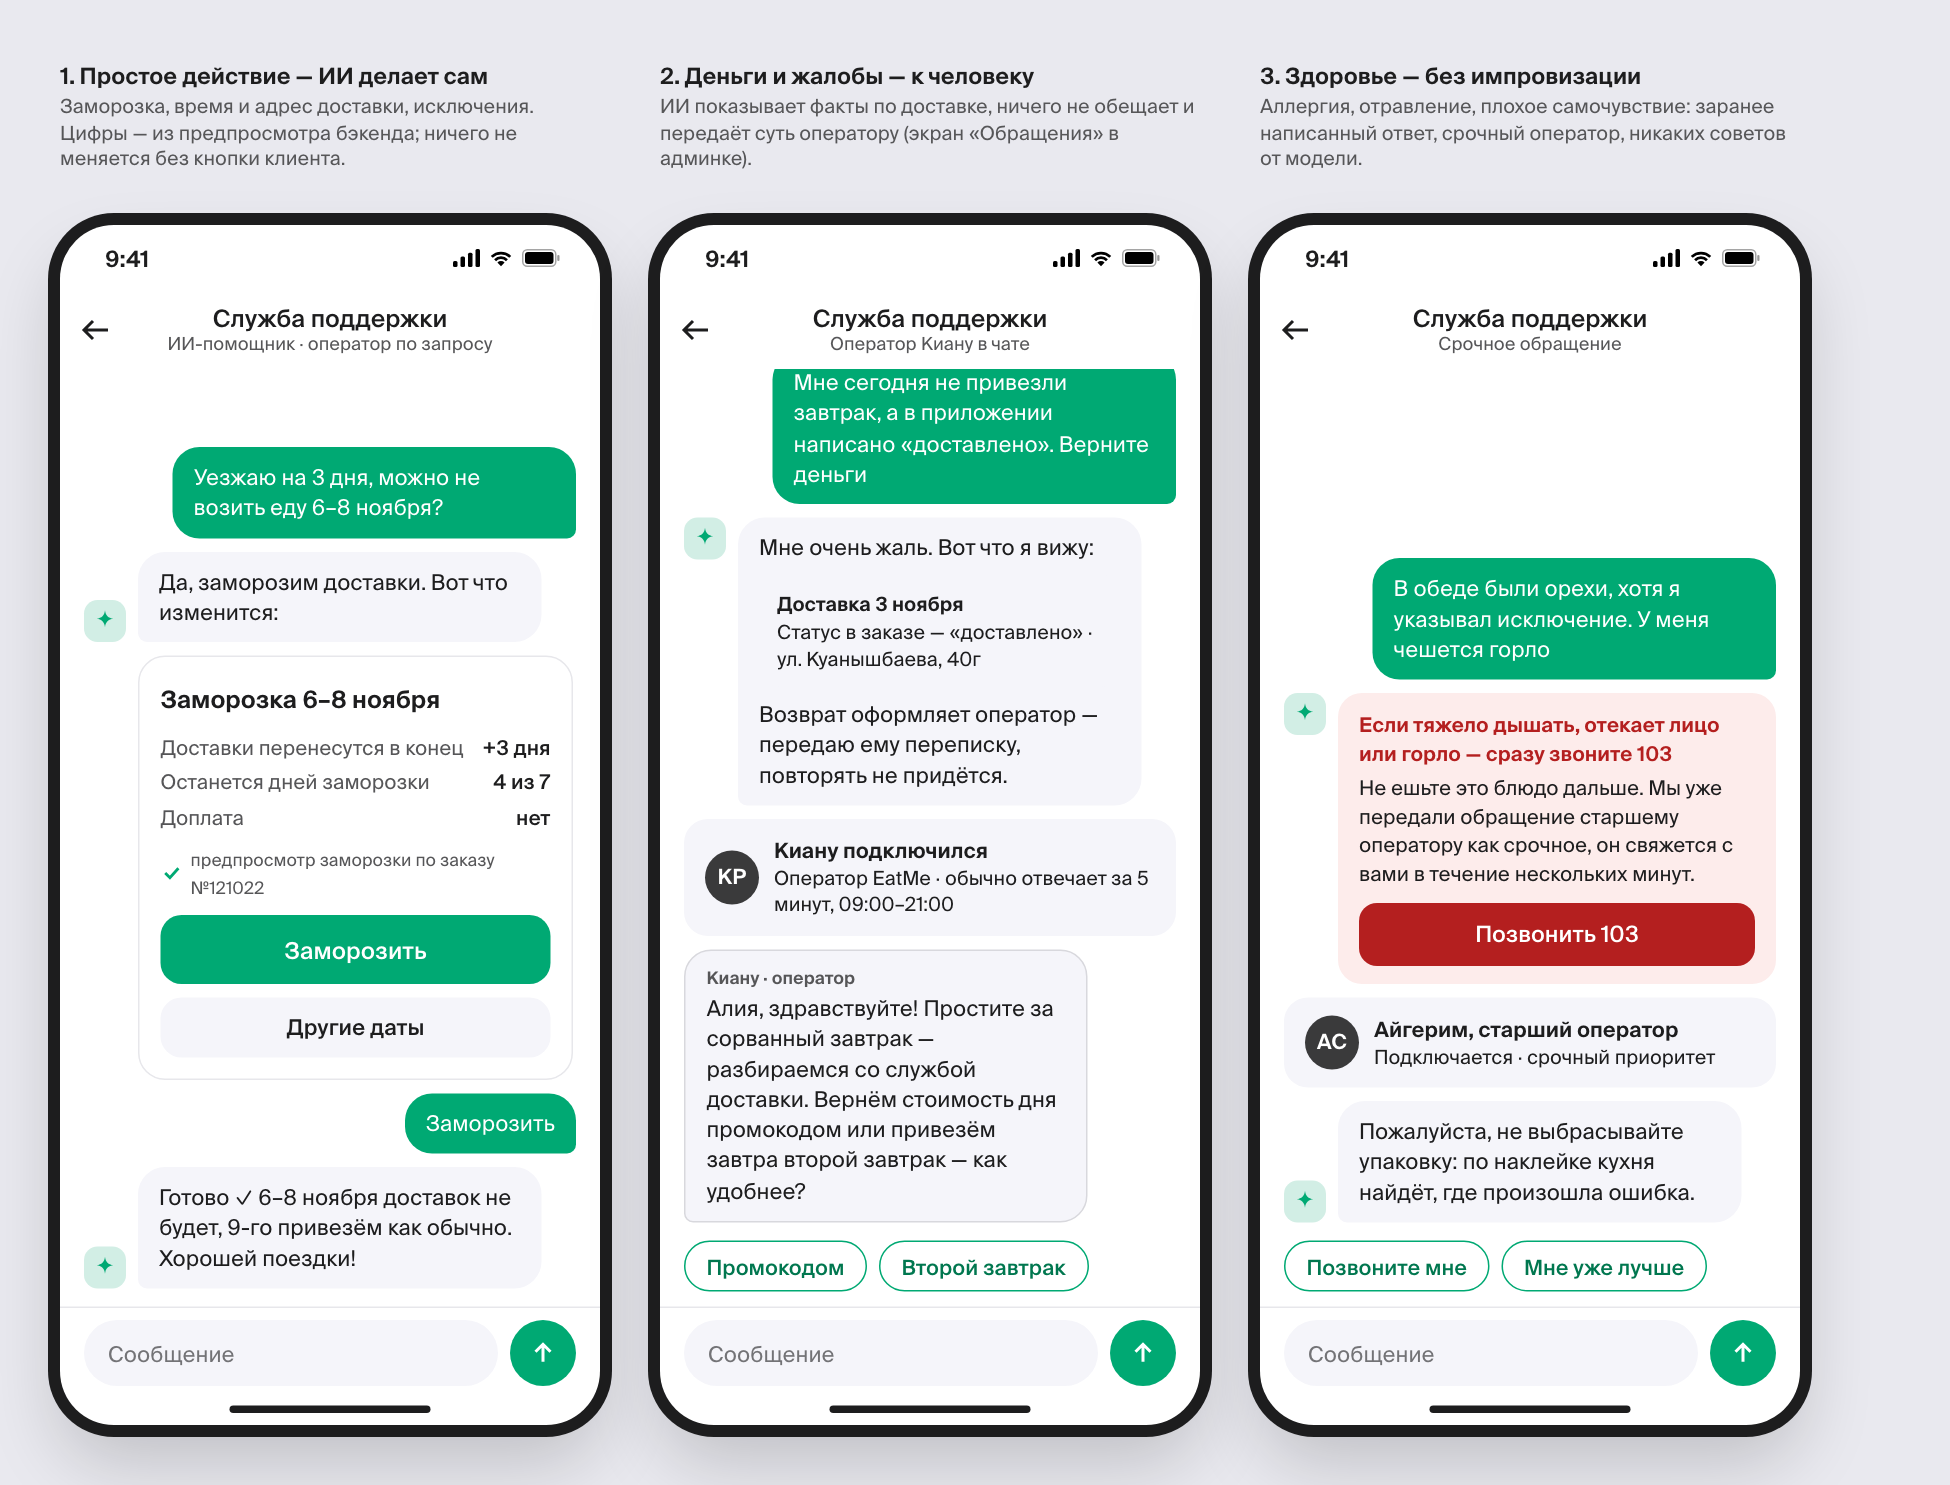 1. Простое действие — ИИ делает сам
Заморозка, время и адрес доставки, исключения.
Цифры — из предпросмотра бэкенда; ничего не
меняется без кнопки клиента.
9:41
Служба поддержки
ИИ-помощник · оператор по запросу
Уезжаю на 3 дня, можно не
возить еду 6–8 ноября?
Да, заморозим доставки. Вот что
изменится:
Заморозка 6–8 ноября
Доставки перенесутся в конец +3 дня
Останется дней заморозки 4 из 7
Доплата нет
предпросмотр заморозки по заказу
№121022
Заморозить
Другие даты
Заморозить
Готово ✓ 6–8 ноября доставок не
будет, 9-го привезём как обычно.
Хорошей поездки!
Сообщение
2. Деньги и жалобы — к человеку
ИИ показывает факты по доставке, ничего не обещает и
передаёт суть оператору (экран «Обращения» в
админке).
9:41
Служба поддержки
Оператор Киану в чате
Мне сегодня не привезли
завтрак, а в приложении
написано «доставлено». Верните
деньги
Мне очень жаль. Вот что я вижу:
Доставка 3 ноября
Статус в заказе — «доставлено» ·
ул. Куанышбаева, 40г
Возврат оформляет оператор —
передаю ему переписку,
повторять не придётся.
КР
Киану подключился
Оператор EatMe · обычно отвечает за 5
минут, 09:00–21:00
Киану · оператор
Алия, здравствуйте! Простите за
сорванный завтрак —
разбираемся со службой
доставки. Вернём стоимость дня
промокодом или привезём
завтра второй завтрак — как
удобнее?
Промокодом
Второй завтрак
Сообщение
3. Здоровье — без импровизации
Аллергия, отравление, плохое самочувствие: заранее
написанный ответ, срочный оператор, никаких советов
от модели.
9:41
Служба поддержки
Срочное обращение
В обеде были орехи, хотя я
указывал исключение. У меня
чешется горло
Если тяжело дышать, отекает лицо
или горло — сразу звоните 103
Не ешьте это блюдо дальше. Мы уже
передали обращение старшему
оператору как срочное, он свяжется с
вами в течение нескольких минут.
Позвонить 103
АС
Айгерим, старший оператор
Подключается · срочный приоритет
Пожалуйста, не выбрасывайте
упаковку: по наклейке кухня
найдёт, где произошла ошибка.
Позвоните мне
Мне уже лучше
Сообщение